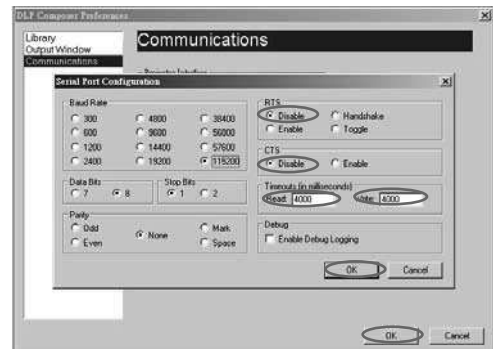 DLP Composer Preferences
Library
Output Window
Communications
Communications
Projector Interface
Serial Port Configuration
Baud Rate
300 4800 38400
600 9600 56000
1200 14400 57600
2400 19200 115200
Data Bits
7 8
Stop Bits
1 2
Parity
Odd None Mark
Even Space
RTS
Disable Handshake
Enable Toggle
CTS
Disable Enable
Timeouts (in milliseconds)
Read: 4000 Write: 4000
Debug
Enable Debug Logging
OK Cancel
OK Cancel